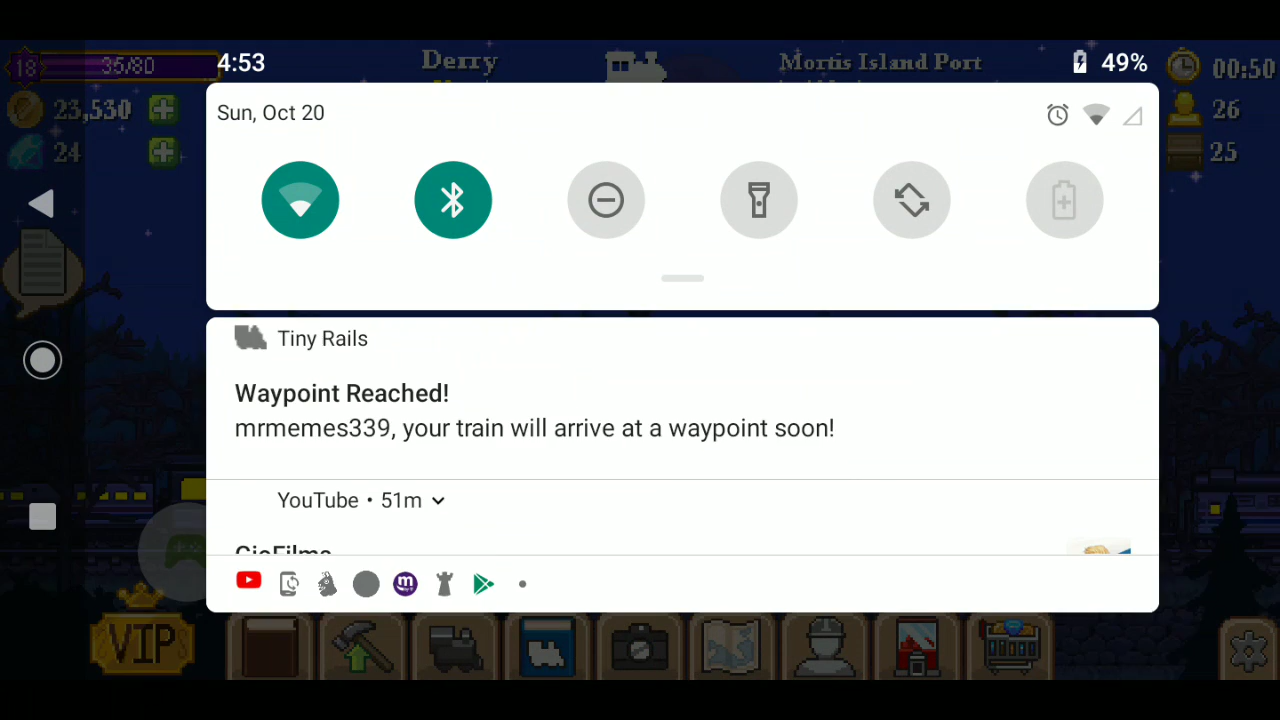 18 35/80 4:53 Derry Mortis Island Port 49% 00:50
23,530 Sun, Oct 20 26
24 25
Tiny Rails
Waypoint Reached!
mrmemes339, your train will arrive at a waypoint soon!
YouTube • 51m
GioFilms
VIP